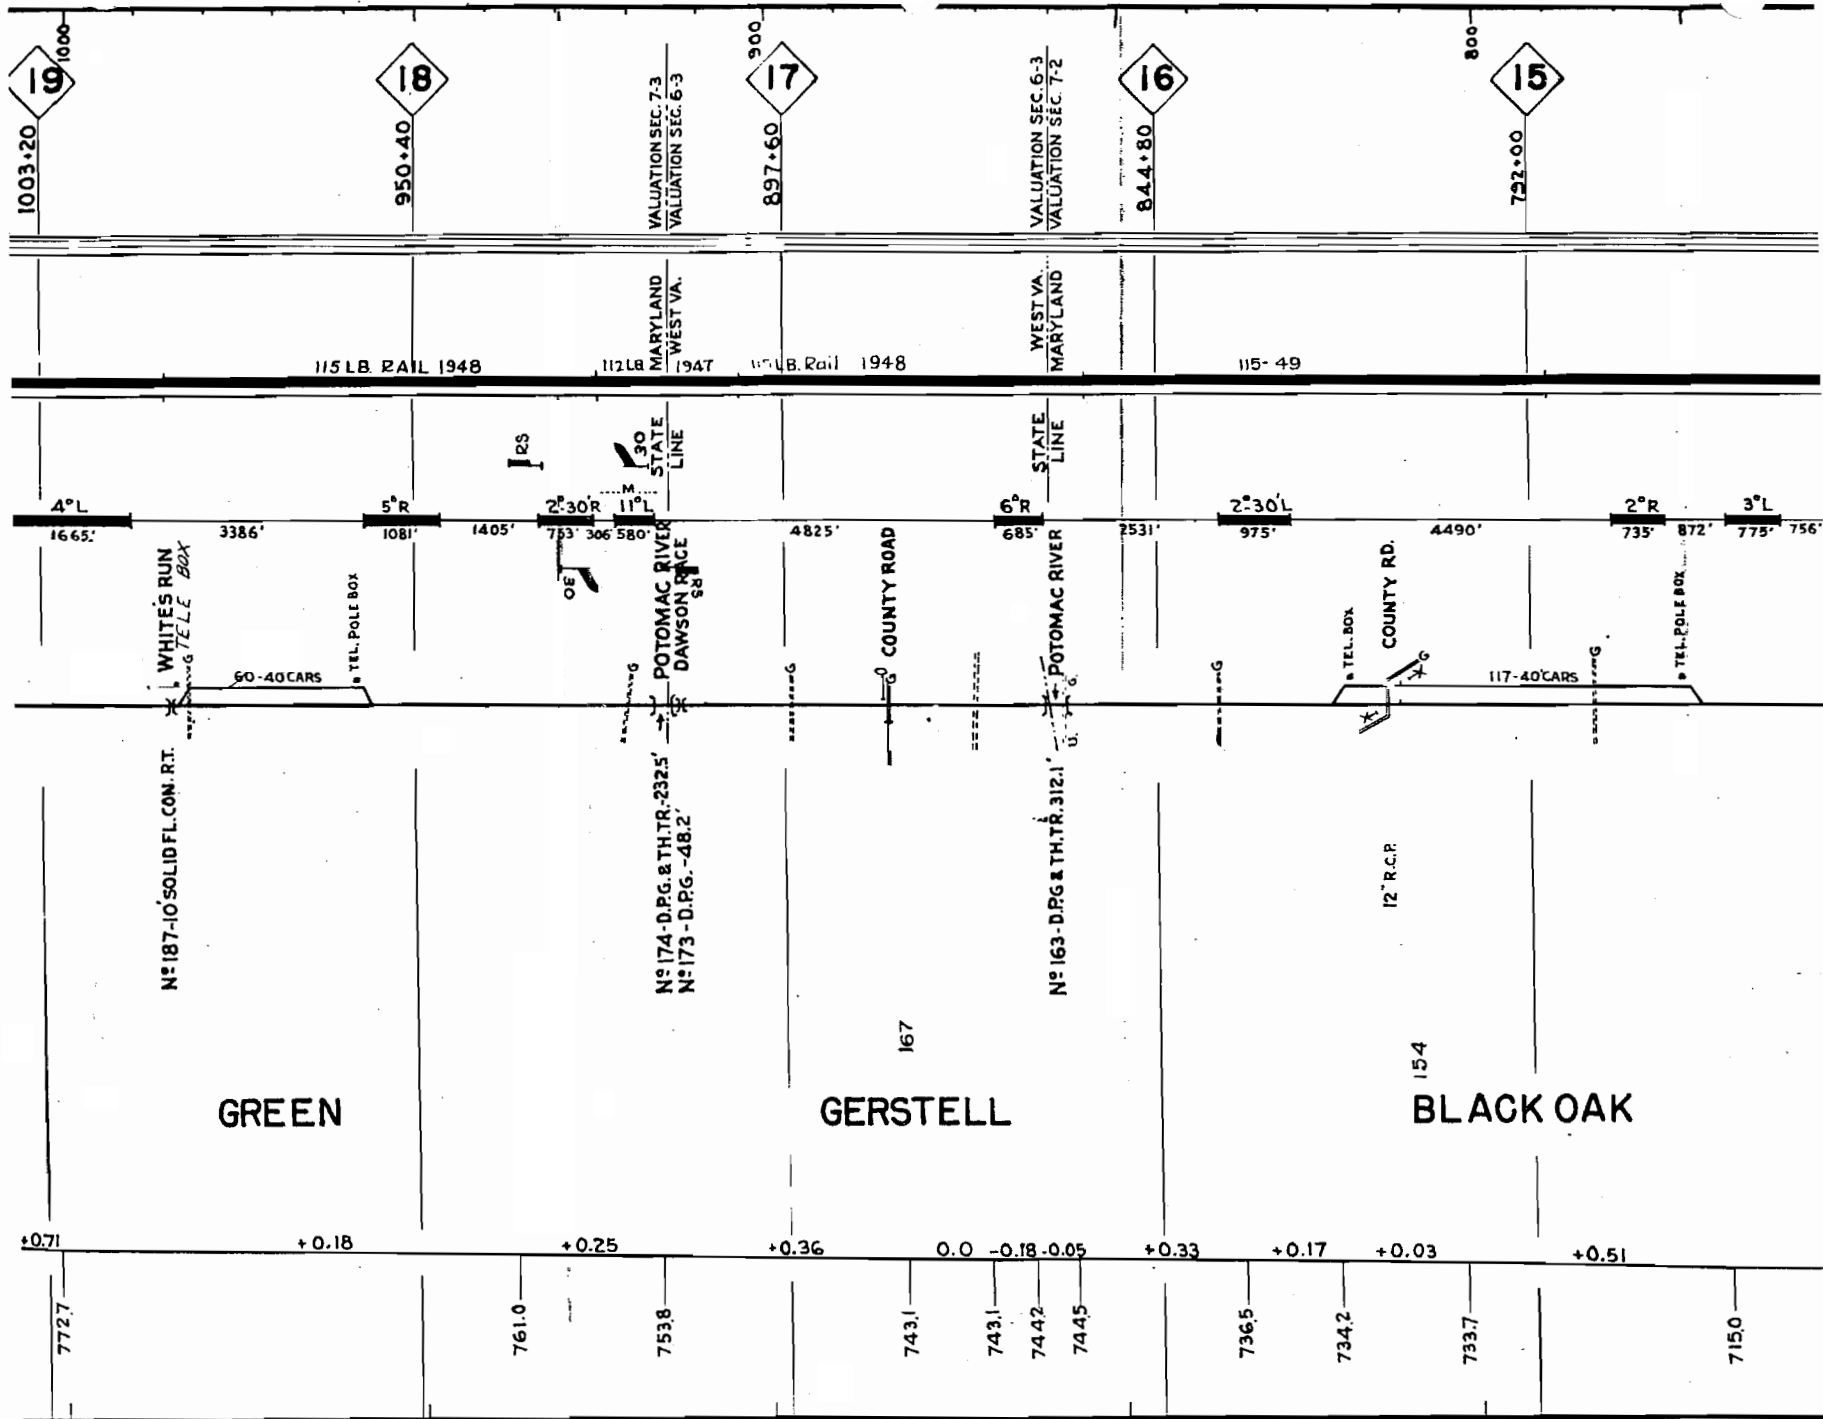 1000
900
800
19
18
17
16
15
1003+20
950+40
897+60
844+80
792+00
VALUATION SEC. 7-3
VALUATION SEC. 6-3
VALUATION SEC. 6-3
VALUATION SEC. 7-2
MARYLAND
WEST VA.
WEST VA.
MARYLAND
115 LB. RAIL 1948
112 LB
1947
115 LB. Rail 1948
115-49
RS
30
STATE
LINE
STATE
LINE
M
4°L
5°R
2°-30'R
11°L
6°R
2°-30'L
2°R
3°L
1665'
3386'
1081'
1405'
753'
306'
580'
4825'
685'
2531'
975'
4490'
735'
872'
775'
756'
30
RS
WHITE'S RUN
TELE BOX
TEL. POLE BOX
POTOMAC RIVER
DAWSON RACE
COUNTY ROAD
POTOMAC RIVER
TEL. BOX
COUNTY RD.
TEL. POLE BOX
G
60-40 CARS
G
G
G
G
U.
G
G
117-40' CARS
G
Nº 187-10' SOLID FL. CON. R.T.
Nº 174-D.P.G. & TH.TR.-232.5'
Nº 173-D.P.G.-48.2'
Nº 163-D.P.G & TH.TR. 312.1'
12" R.C.P.
167
154
GREEN
GERSTELL
BLACK OAK
+0.71
+0.18
+0.25
+0.36
0.0
-0.18
-0.05
+0.33
+0.17
+0.03
+0.51
772.7
761.0
753.8
743.1
743.1
744.2
744.5
736.5
734.2
733.7
715.0